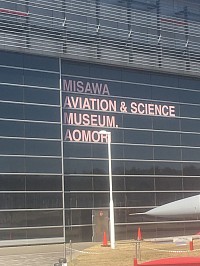 MISAWA
AVIATION & SCIENCE
MUSEUM,
AOMORI